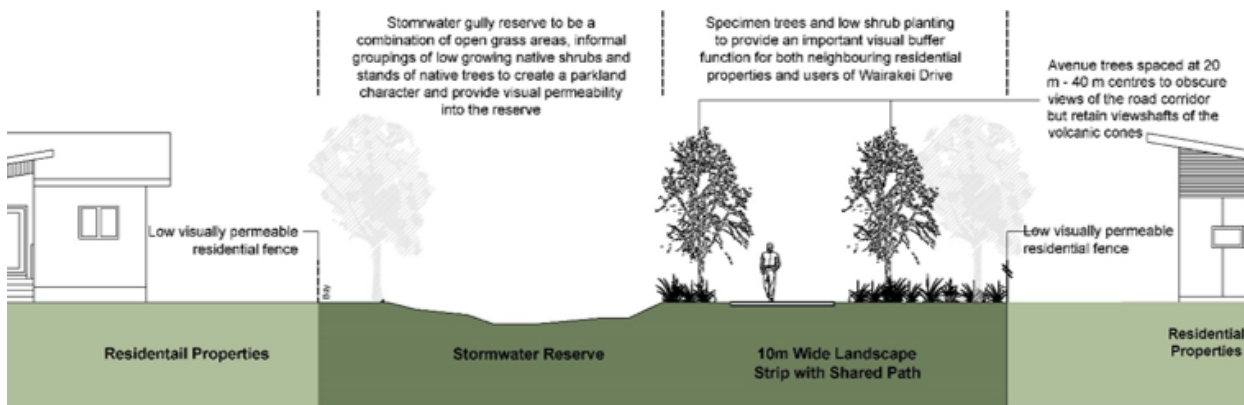 Stomrwater gully reserve to be a
combination of open grass areas, informal
groupings of low growing native shrubs and
stands of native trees to create a parkland
character and provide visual permeability
into the reserve
Specimen trees and low shrub planting
to provide an important visual buffer
function for both neighbouring residential
properties and users of Wairakei Drive
Avenue trees spaced at 20
m - 40 m centres to obscure
views of the road corridor
but retain viewshafts of the
volcanic cones
Low visually permeable
residential fence
Bdy
Low visually permeable
residential fence
Residentail Properties
Stormwater Reserve
10m Wide Landscape
Strip with Shared Path
Residential
Properties